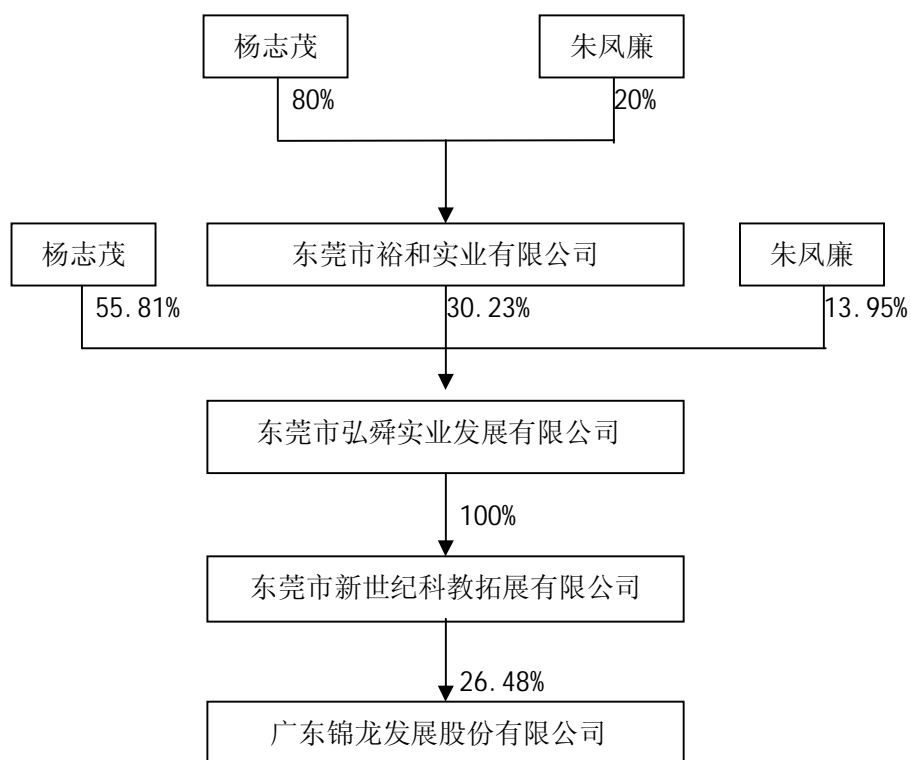 杨志茂
朱凤廉
80%
20%
东莞市裕和实业有限公司
杨志茂
朱凤廉
55.81%
30.23%
13.95%
东莞市弘舜实业发展有限公司
100%
东莞市新世纪科教拓展有限公司
26.48%
广东锦龙发展股份有限公司